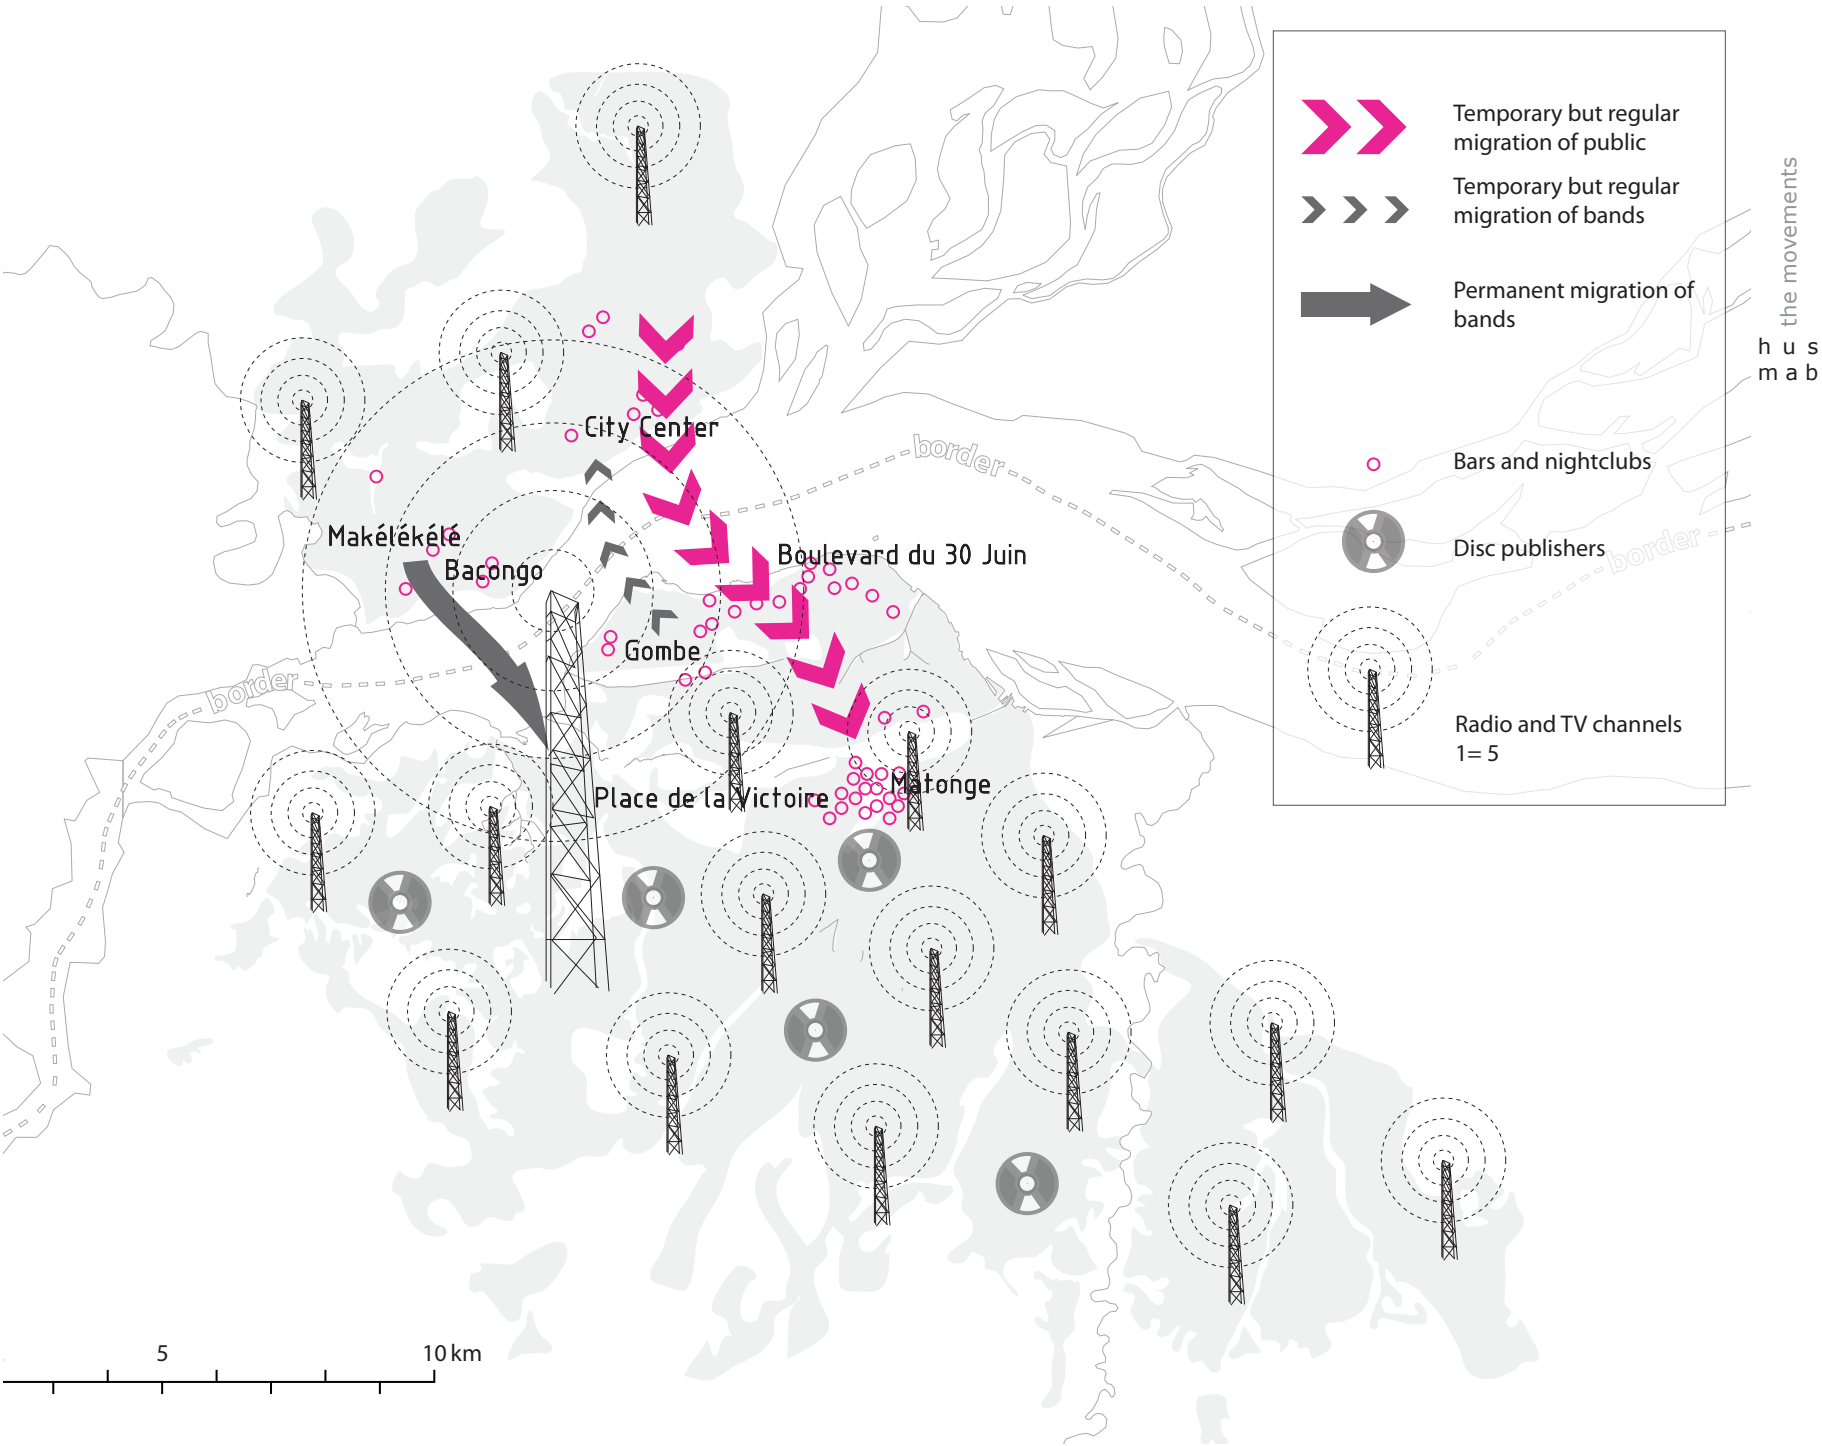 Temporary but regular
migration of public
Temporary but regular
migration of bands
Permanent migration of
bands
Bars and nightclubs
Disc publishers
Radio and TV channels
1= 5
the movements
h u s
m a b
City Center
border
Makélékélé
Bacongo
Boulevard du 30 Juin
border
Gombe
border
Place de la Victoire
Matonge
5
10 km